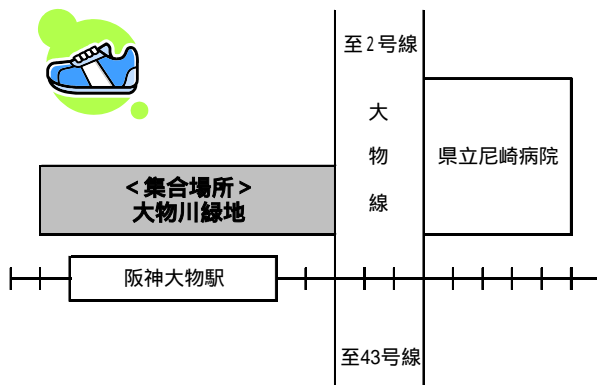 至2号線
大物線
県立尼崎病院
<集合場所>
大物川緑地
阪神大物駅
至43号線